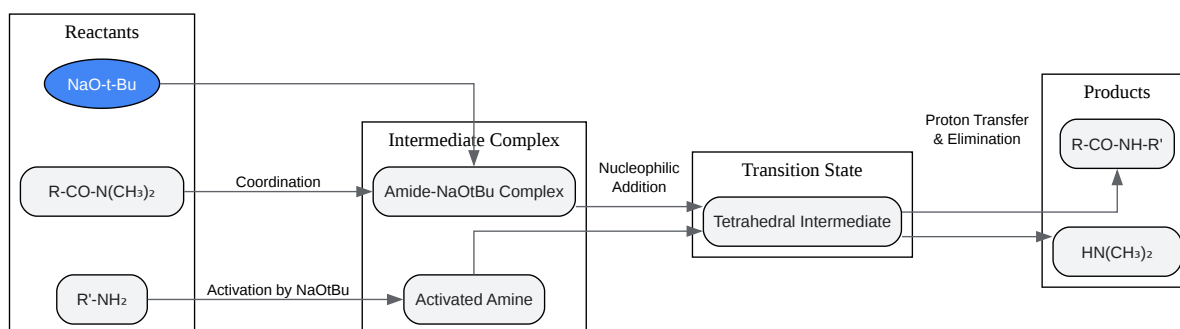 Reactants
NaO-t-Bu
R-CO-N(CH₃)₂
R'-NH₂
Coordination
Activation by NaOtBu
Intermediate Complex
Amide-NaOtBu Complex
Activated Amine
Nucleophilic
Addition
Transition State
Tetrahedral Intermediate
Proton Transfer
& Elimination
Products
R-CO-NH-R'
HN(CH₃)₂